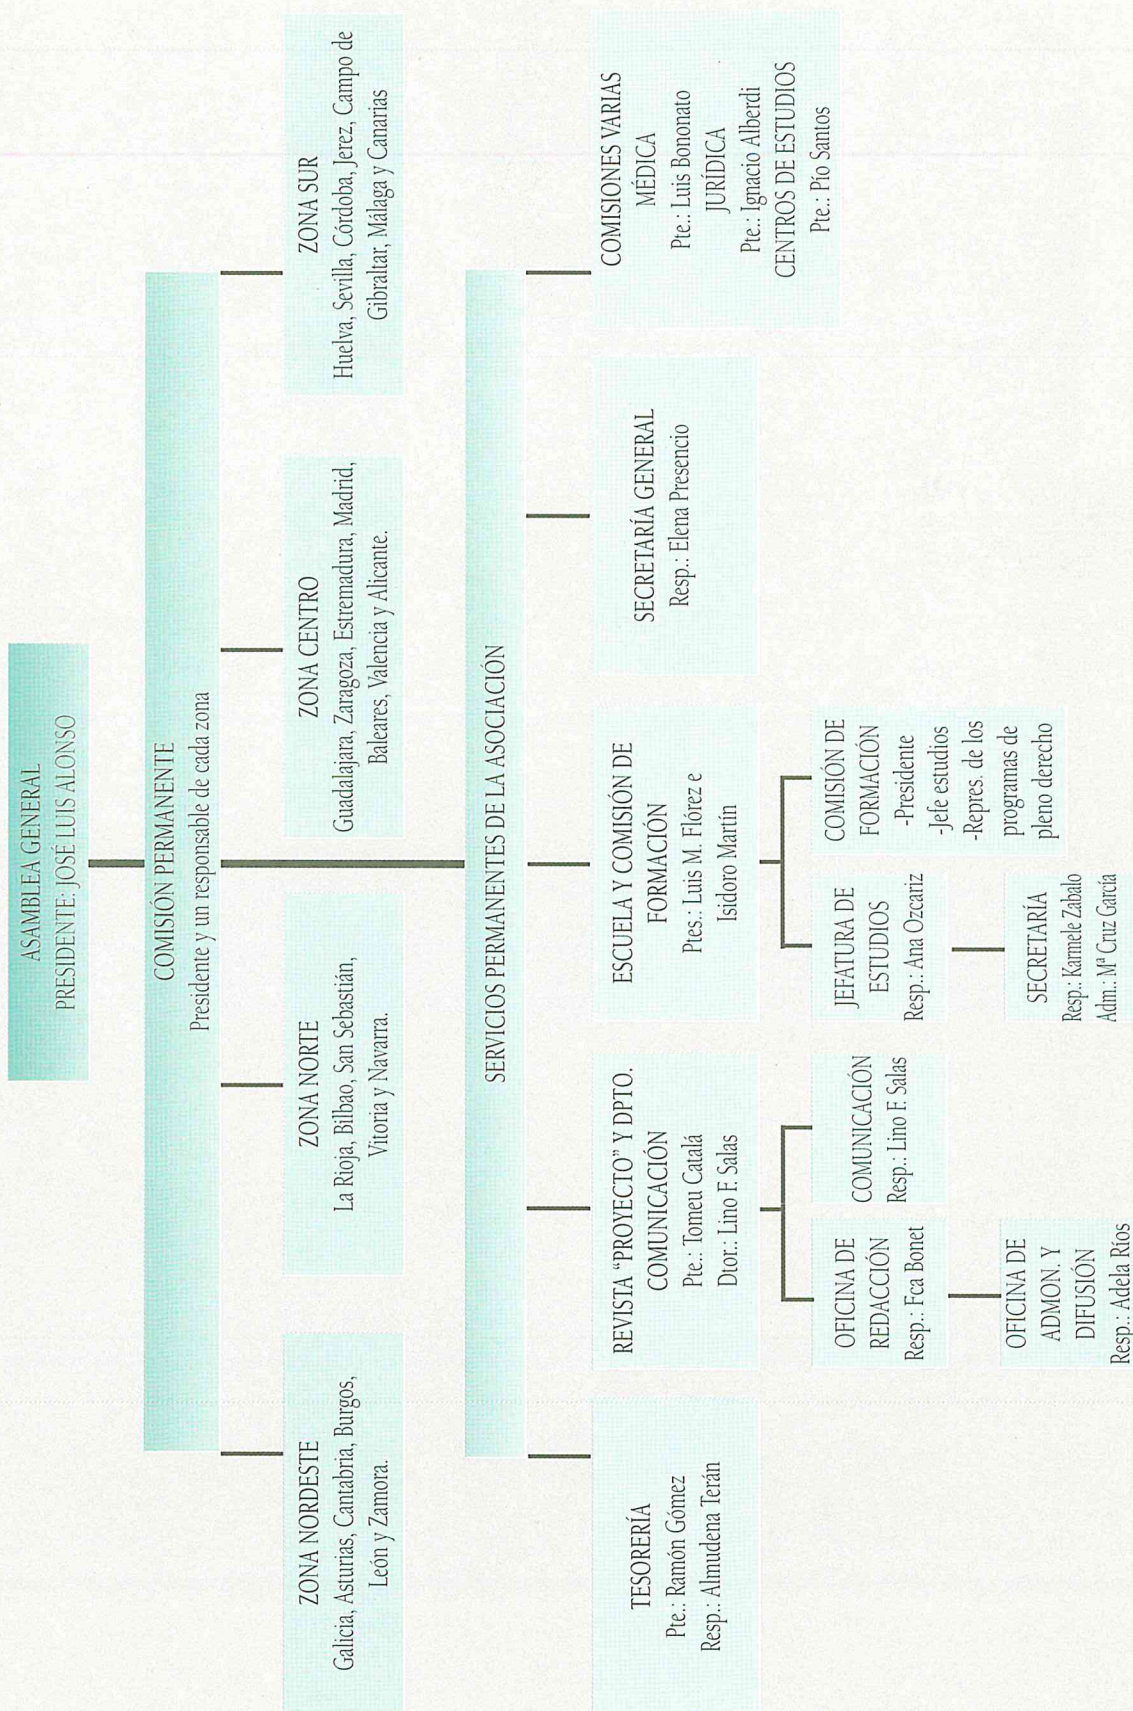 ASAMBLEA GENERAL
PRESIDENTE: JOSÉ LUIS ALONSO
COMISIÓN PERMANENTE
Presidente y un responsable de cada zona
ZONA NORDESTE
Galicia, Asturias, Cantabria, Burgos,
León y Zamora.
ZONA NORTE
La Rioja, Bilbao, San Sebastián,
Vitoria y Navarra.
ZONA CENTRO
Guadalajara, Zaragoza, Estremadura, Madrid,
Baleares, Valencia y Alicante.
ZONA SUR
Huelva, Sevilla, Córdoba, Jerez, Campo de
Gibraltar, Málaga y Canarias
SERVICIOS PERMANENTES DE LA ASOCIACIÓN
TESORERÍA
Pte.: Ramón Gómez
Resp.: Almudena Terán
REVISTA “PROYECTO” Y DPTO.
COMUNICACIÓN
Pte.: Tomeu Catalá
Dtor.: Lino F. Salas
OFICINA DE
REDACCIÓN
Resp.: Fca Bonet
OFICINA DE
ADMON. Y
DIFUSIÓN
Resp.: Adela Ríos
COMUNICACIÓN
Resp.: Lino F. Salas
ESCUELA Y COMISIÓN DE
FORMACIÓN
Ptes.: Luis M. Flórez e
Isidoro Martín
JEFATURA DE
ESTUDIOS
Resp.: Ana Ozcariz
SECRETARÍA
Resp.: Karmele Zabalo
Adm.: Mª Cruz García
COMISIÓN DE
FORMACIÓN
-Presidente
-Jefe estudios
-Repres. de los
programas de
pleno derecho
SECRETARÍA GENERAL
Resp.: Elena Presencio
COMISIONES VARIAS
MÉDICA
Pte.: Luis Bononato
JURÍDICA
Pte.: Ignacio Alberdi
CENTROS DE ESTUDIOS
Pte.: Pío Santos